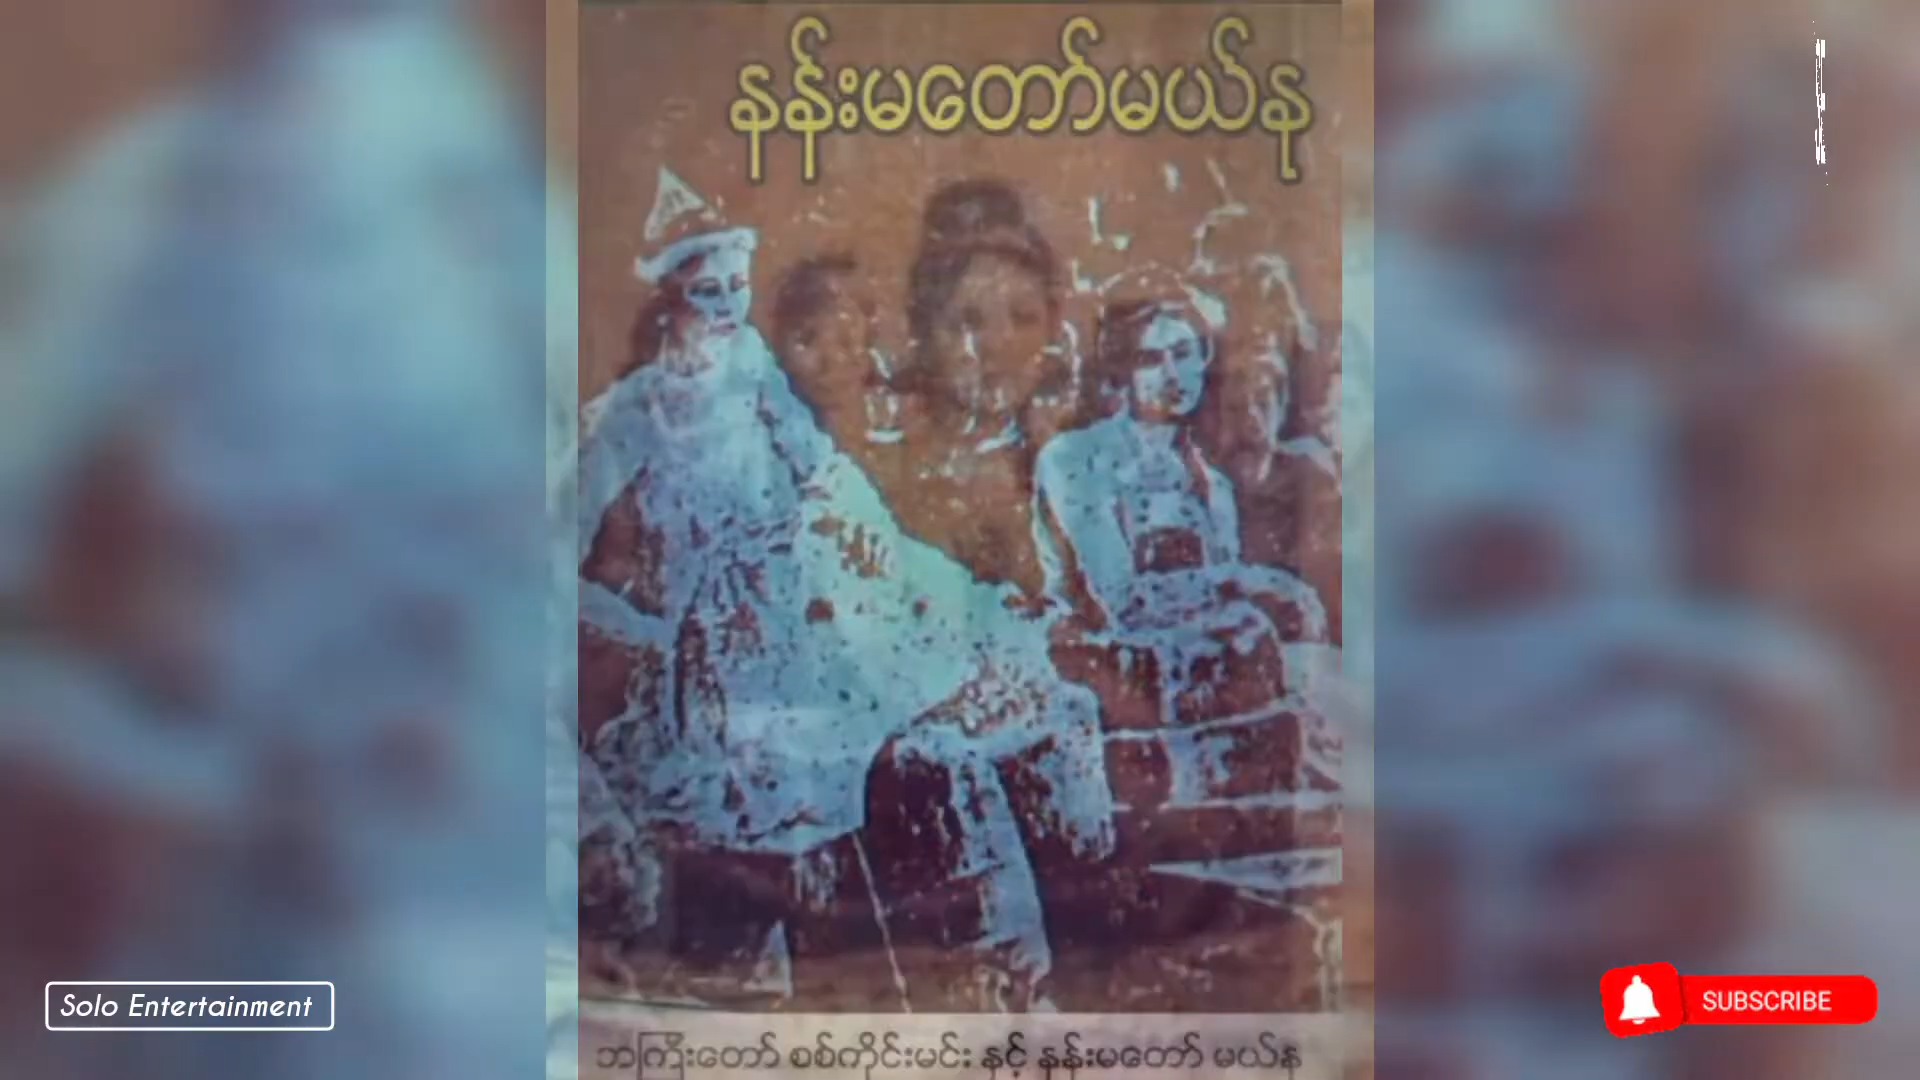 နန်းမတော်မယ်နု
Solo Entertainment
SUBSCRIBE
ဘကြီးတော် စစ်ကိုင်းမင်း နှင့် နန်းမတော် မယ်နု